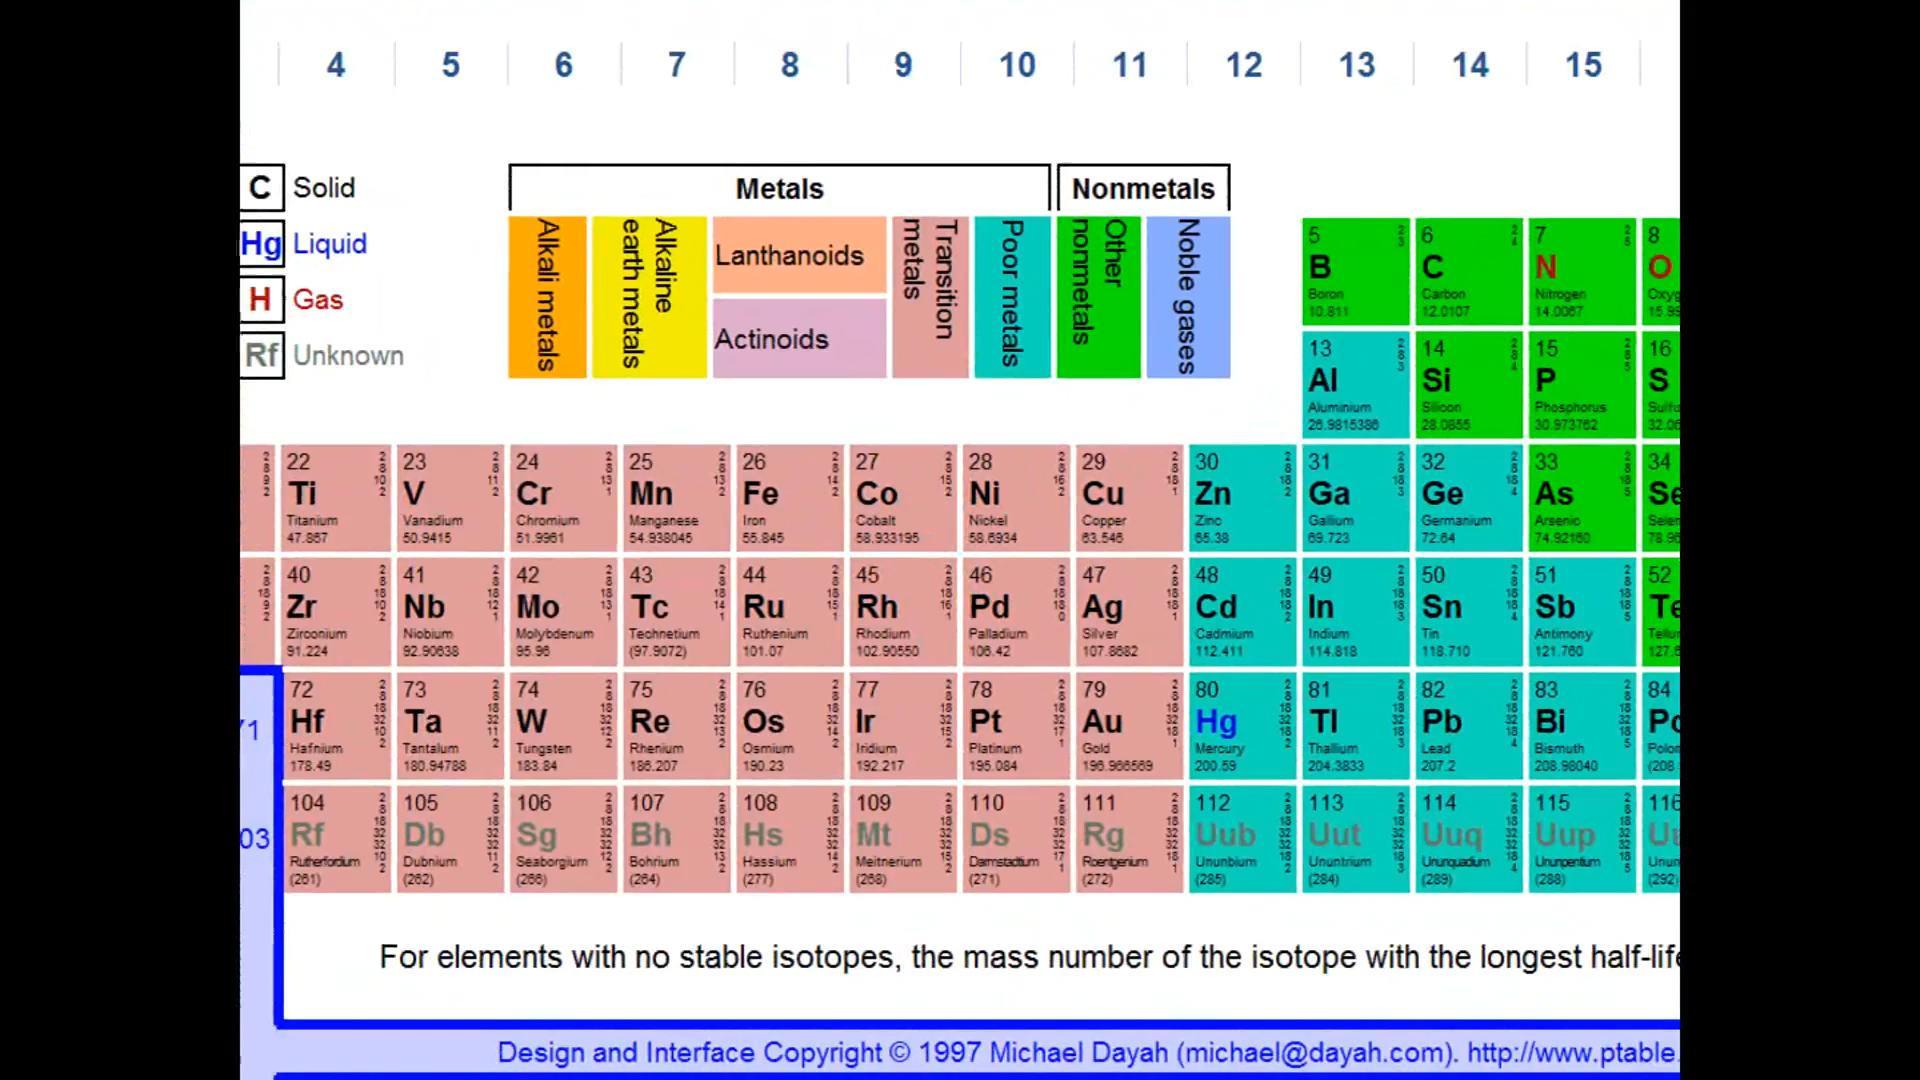 4 5 6 7 8 9 10 11 12 13 14 15
C Solid
Hg Liquid
H Gas
Rf Unknown
Metals Nonmetals
Alkali metals
Alkaline earth metals
Lanthanoids
Actinoids
Transition metals
Poor metals
Other nonmetals
Noble gases
5 6 7 8
B C N O
Boron Carbon Nitrogen
10.811 12.0107 14.0067
13 14 15 16
Al Si P S
Aluminium Silicon Phosphorus
26.9815386 28.0855 30.973762
22 23 24 25 26 27 28 29 30 31 32 33 34
Ti V Cr Mn Fe Co Ni Cu Zn Ga Ge As Se
Titanium Vanadium Chromium Manganese Iron Cobalt Nickel Copper Zinc Gallium Germanium Arsenic
47.867 50.9415 51.9961 54.938045 55.845 58.933195 58.6934 63.546 65.38 69.723 72.64 74.92160
40 41 42 43 44 45 46 47 48 49 50 51 52
Zr Nb Mo Tc Ru Rh Pd Ag Cd In Sn Sb Te
Zirconium Niobium Molybdenum Technetium Ruthenium Rhodium Palladium Silver Cadmium Indium Tin Antimony
91.224 92.90638 95.96 (97.9072) 101.07 102.90550 106.42 107.8682 112.411 114.818 118.710 121.760
72 73 74 75 76 77 78 79 80 81 82 83 84
Hf Ta W Re Os Ir Pt Au Hg Tl Pb Bi
Hafnium Tantalum Tungsten Rhenium Osmium Iridium Platinum Gold Mercury Thallium Lead Bismuth
178.49 180.94788 183.84 186.207 190.23 192.217 195.084 196.966569 200.59 204.3833 207.2 208.98040
104 105 106 107 108 109 110 111 112 113 114 115 116
Rf Db Sg Bh Hs Mt Ds Rg Uub Uut Uuq Uup
Rutherfordium Dubnium Seaborgium Bohrium Hassium Meitnerium Darmstadtium Roentgenium Ununbium Ununtrium Ununquadium Ununpentium
(261) (262) (266) (264) (277) (268) (271) (272) (285) (284) (289) (288) (292)
For elements with no stable isotopes, the mass number of the isotope with the longest half-life
Design and Interface Copyright © 1997 Michael Dayah (michael@dayah.com). http://www.ptable.